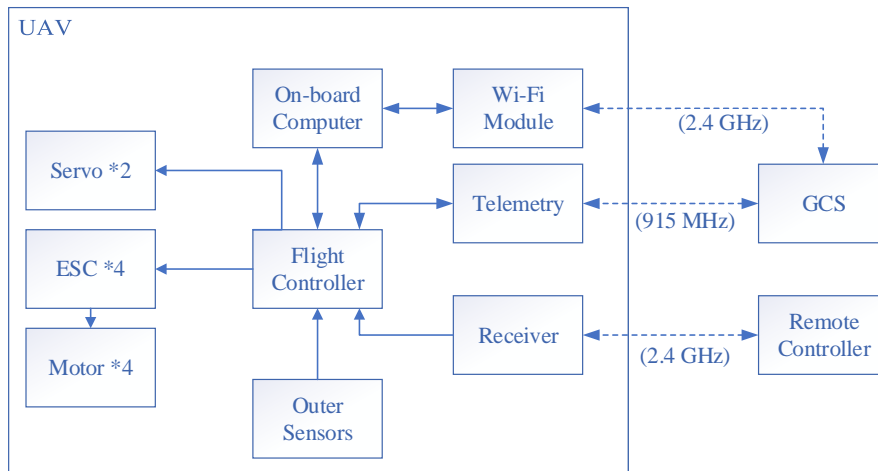 UAV
On-board
Computer
Wi-Fi
Module
(2.4 GHz)
Servo *2
Telemetry
(915 MHz)
GCS
ESC *4
Flight
Controller
Motor *4
Receiver
(2.4 GHz)
Remote
Controller
Outer
Sensors